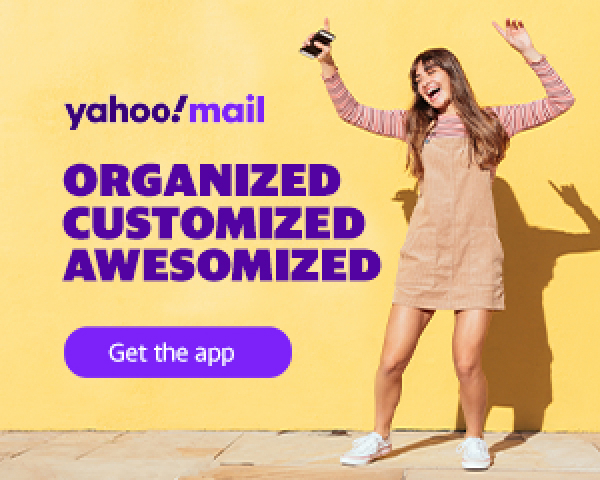 yahoo!mail
ORGANIZED
CUSTOMIZED
AWESOMIZED
Get the app